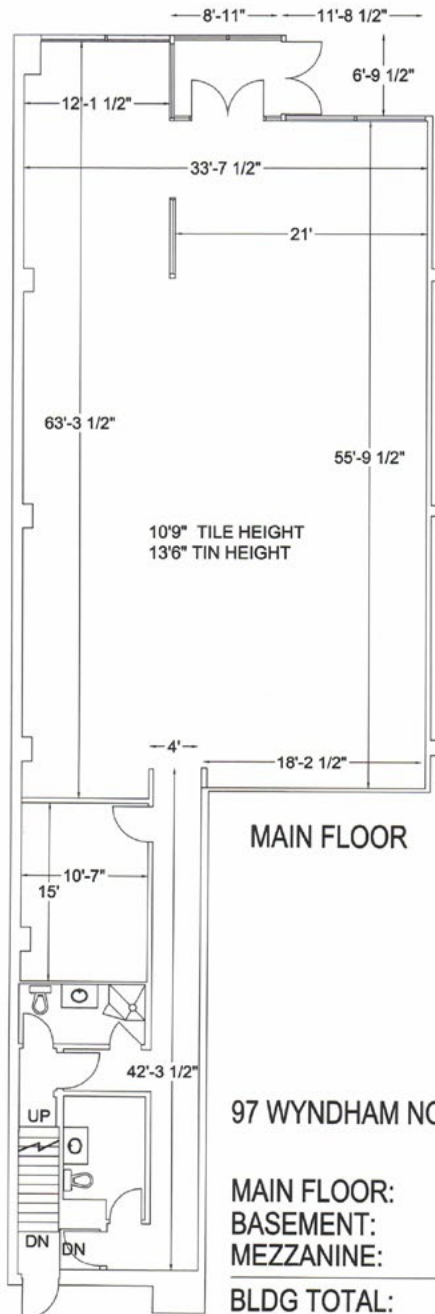 8'-11"
11'-8 1/2"
6'-9 1/2"
12'-1 1/2"
33'-7 1/2"
21'
63'-3 1/2"
55'-9 1/2"
10'9" TILE HEIGHT
13'6" TIN HEIGHT
4'
18'-2 1/2"
MAIN FLOOR
10'-7"
15'
42'-3 1/2"
97 WYNDHAM NO
UP
MAIN FLOOR:
BASEMENT:
DN
DN
MEZZANINE:
BLDG TOTAL: